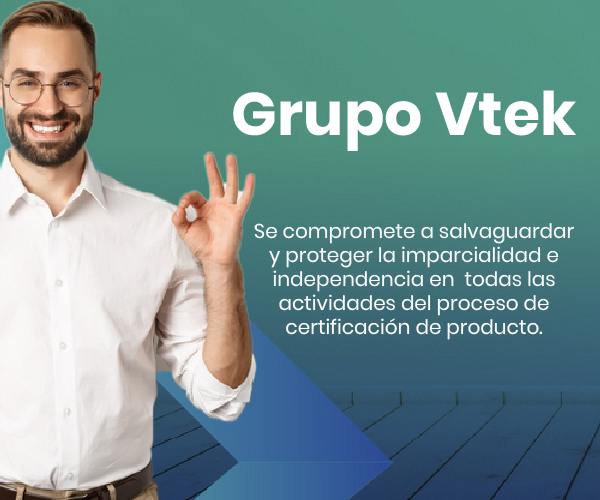 Grupo Vtek
Se compromete a salvaguardar
y proteger la imparcialidad e
independencia en todas las
actividades del proceso de
certificación de producto.